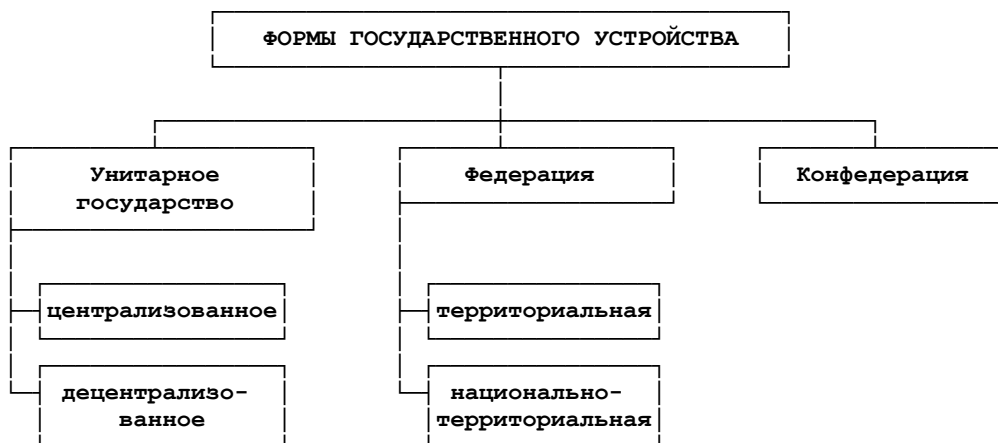 ФОРМЫ ГОСУДАРСТВЕННОГО УСТРОЙСТВА
Унитарное
государство
Федерация
Конфедерация
централизованное
территориальная
децентрализо-
ванное
национально-
территориальная